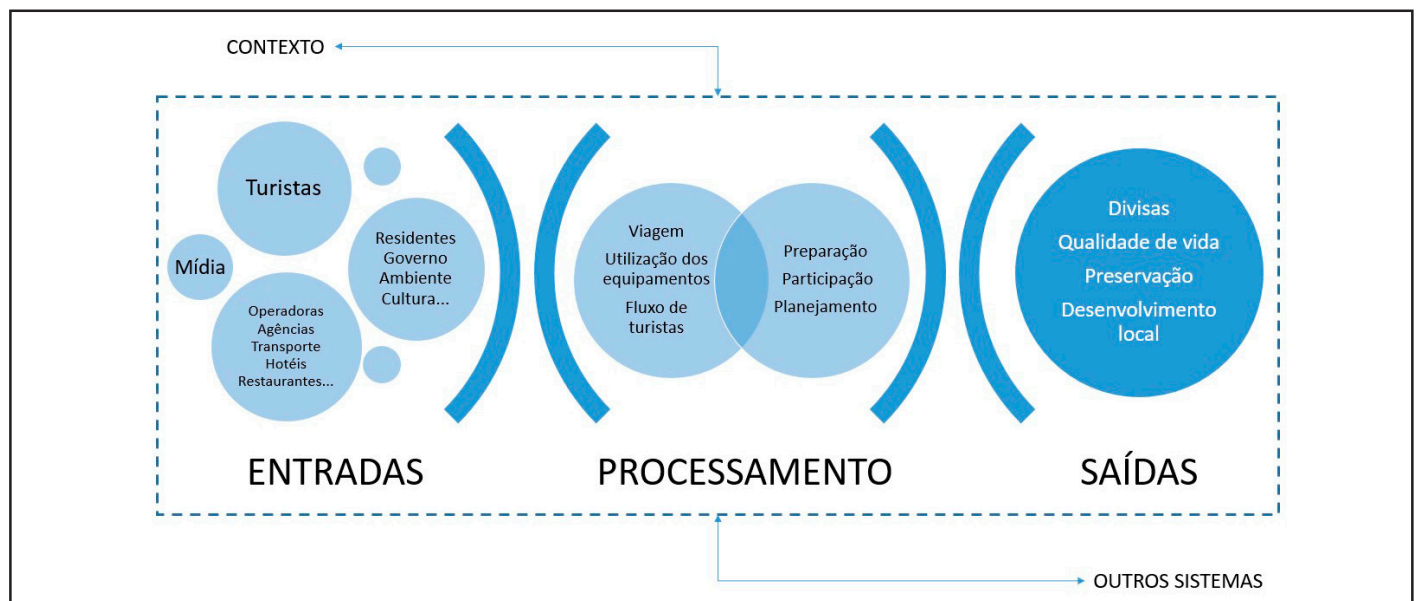 CONTEXTO
Turistas
Mídia
Operadoras
Agências
Transporte
Hotéis
Restaurantes...
Residentes
Governo
Ambiente
Cultura...
ENTRADAS
Viagem
Utilização dos
equipamentos
Fluxo de
turistas
Preparação
Participação
Planejamento
PROCESSAMENTO
Divisas
Qualidade de vida
Preservação
Desenvolvimento
local
SAÍDAS
OUTROS SISTEMAS